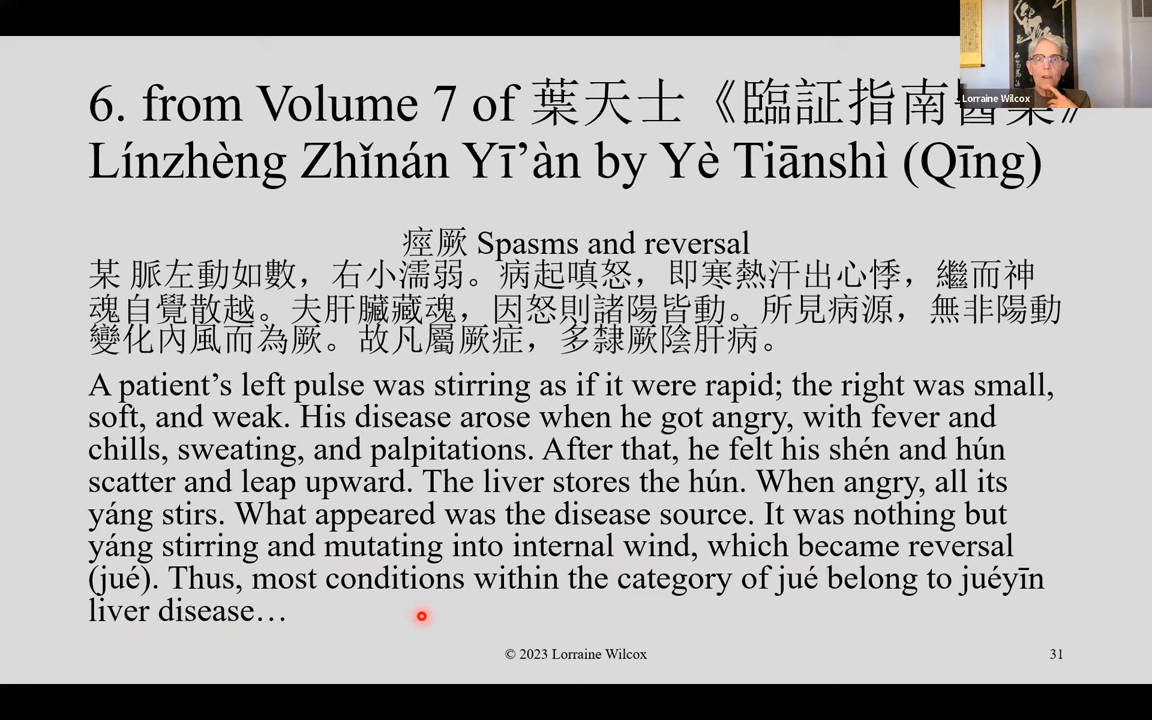 6. from Volume 7 of 葉天士《臨証指南醫案》
Línzhèng Zhǐnán Yī’àn by Yè Tiānshì (Qīng)
Lorraine Wilcox
痙厥 Spasms and reversal
某 脈左動如數，右小濡弱。病起嗔怒，即寒熱汗出心悸，繼而神
魂自覺散越。夫肝臟藏魂，因怒則諸陽皆動。所見病源，無非陽動
變化內風而為厥。故凡屬厥症，多隸厥陰肝病。
A patient’s left pulse was stirring as if it were rapid; the right was small,
soft, and weak. His disease arose when he got angry, with fever and
chills, sweating, and palpitations. After that, he felt his shén and hún
scatter and leap upward. The liver stores the hún. When angry, all its
yáng stirs. What appeared was the disease source. It was nothing but
yáng stirring and mutating into internal wind, which became reversal
(jué). Thus, most conditions within the category of jué belong to juéyīn
liver disease…
© 2023 Lorraine Wilcox
31